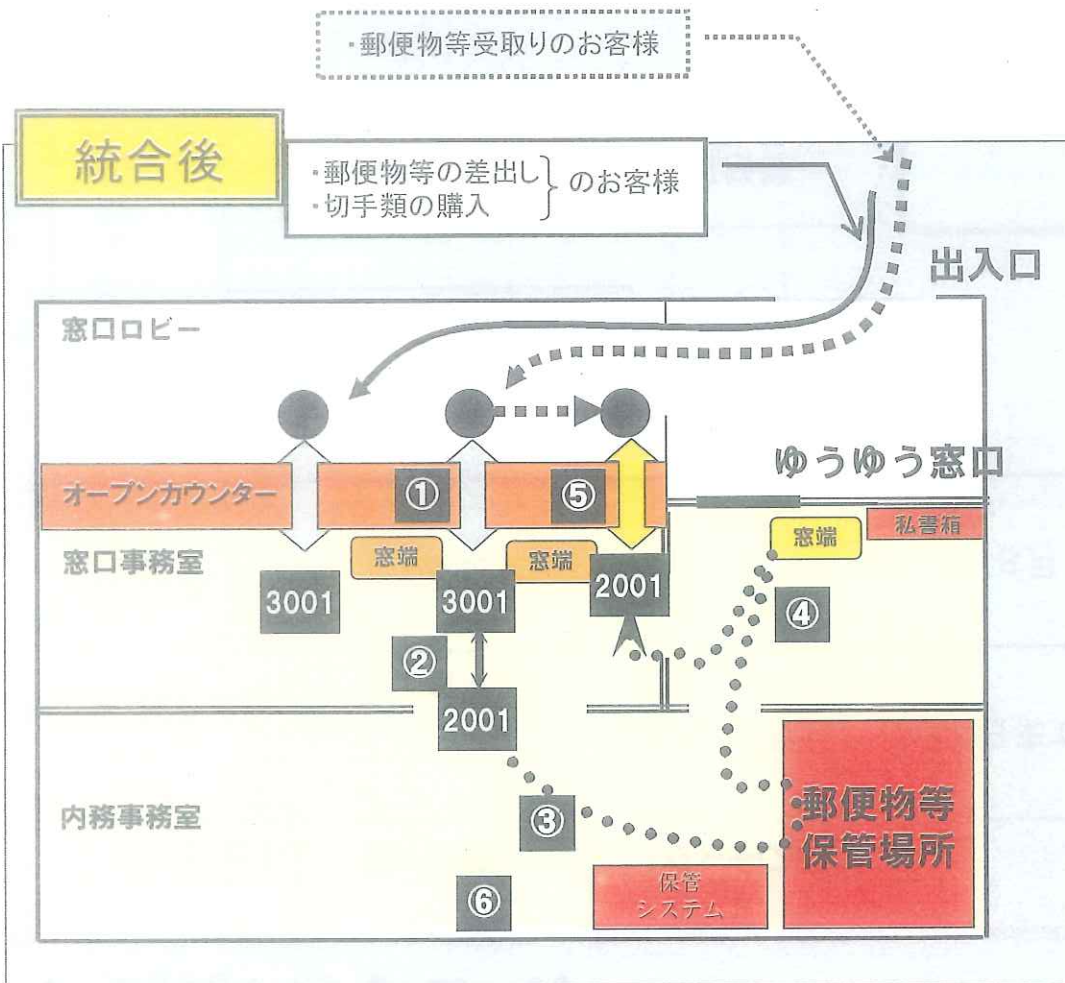 ・郵便物等受取りのお客様
統合後
・郵便物等の差出し
・切手類の購入
} のお客様
出入口
窓口ロビー
ゆうゆう窓口
オープンカウンター
①
⑤
私書箱
窓端
窓口事務室
窓端
窓端
3001
3001
2001
④
②
2001
内務事務室
③
郵便物等
保管場所
保管
システム
⑥